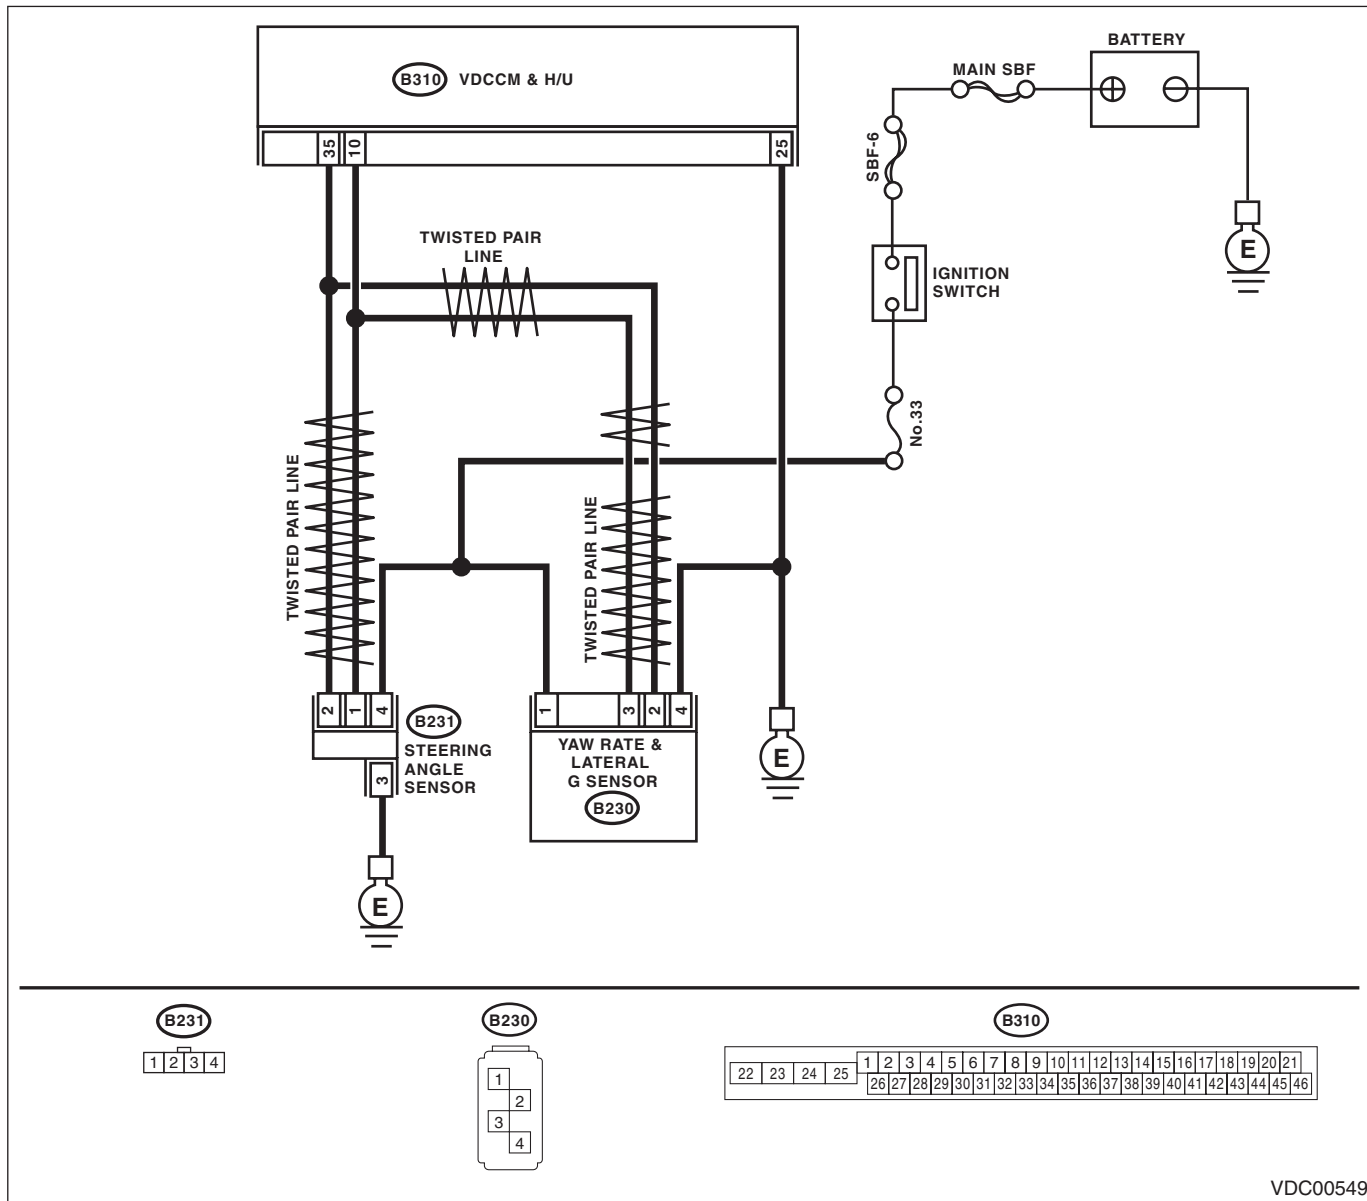 BATTERY
MAIN SBF
B310 VDCCM & H/U
35 10 25
SBF-6
E
TWISTED PAIR
LINE
IGNITION
SWITCH
No.33
TWISTED PAIR LINE
TWISTED PAIR LINE
2 1 4
B231
STEERING
ANGLE
SENSOR
3
1 3 2 4
YAW RATE &
LATERAL
G SENSOR
B230
E
E
B231
1 2 3 4
B230
1
2
3
4
B310
22 23 24 25
1 2 3 4 5 6 7 8 9 10 11 12 13 14 15 16 17 18 19 20 21
26 27 28 29 30 31 32 33 34 35 36 37 38 39 40 41 42 43 44 45 46
VDC00549